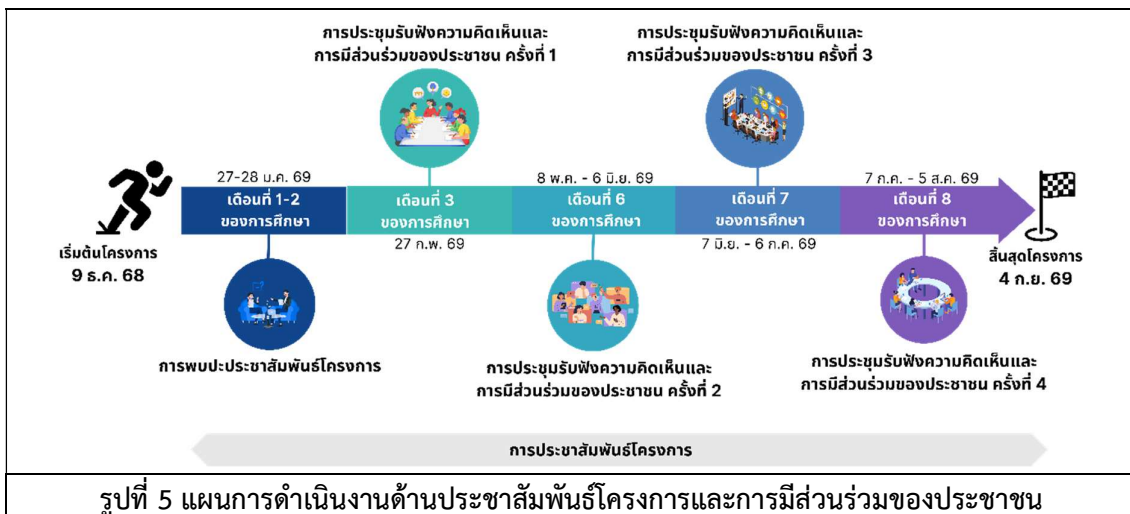 การประชุมรับฟังความคิดเห็นและ
การมีส่วนร่วมของประชาชน ครั้งที่ 1
การประชุมรับฟังความคิดเห็นและ
การมีส่วนร่วมของประชาชน ครั้งที่ 3
27-28 ม.ค. 69
8 พ.ค. - 6 มิ.ย. 69
7 ก.ค. - 5 ส.ค. 69
เดือนที่ 1-2
ของการศึกษา
เดือนที่ 3
ของการศึกษา
เดือนที่ 6
ของการศึกษา
เดือนที่ 7
ของการศึกษา
เดือนที่ 8
ของการศึกษา
เริ่มต้นโครงการ
9 ธ.ค. 68
27 ก.พ. 69
7 มิ.ย. - 6 ก.ค. 69
สิ้นสุดโครงการ
4 ก.ย. 69
การพบปะประชาสัมพันธ์โครงการ
การประชุมรับฟังความคิดเห็นและ
การมีส่วนร่วมของประชาชน ครั้งที่ 2
การประชุมรับฟังความคิดเห็นและ
การมีส่วนร่วมของประชาชน ครั้งที่ 4
การประชาสัมพันธ์โครงการ
รูปที่ 5 แผนการดำเนินงานด้านประชาสัมพันธ์โครงการและการมีส่วนร่วมของประชาชน